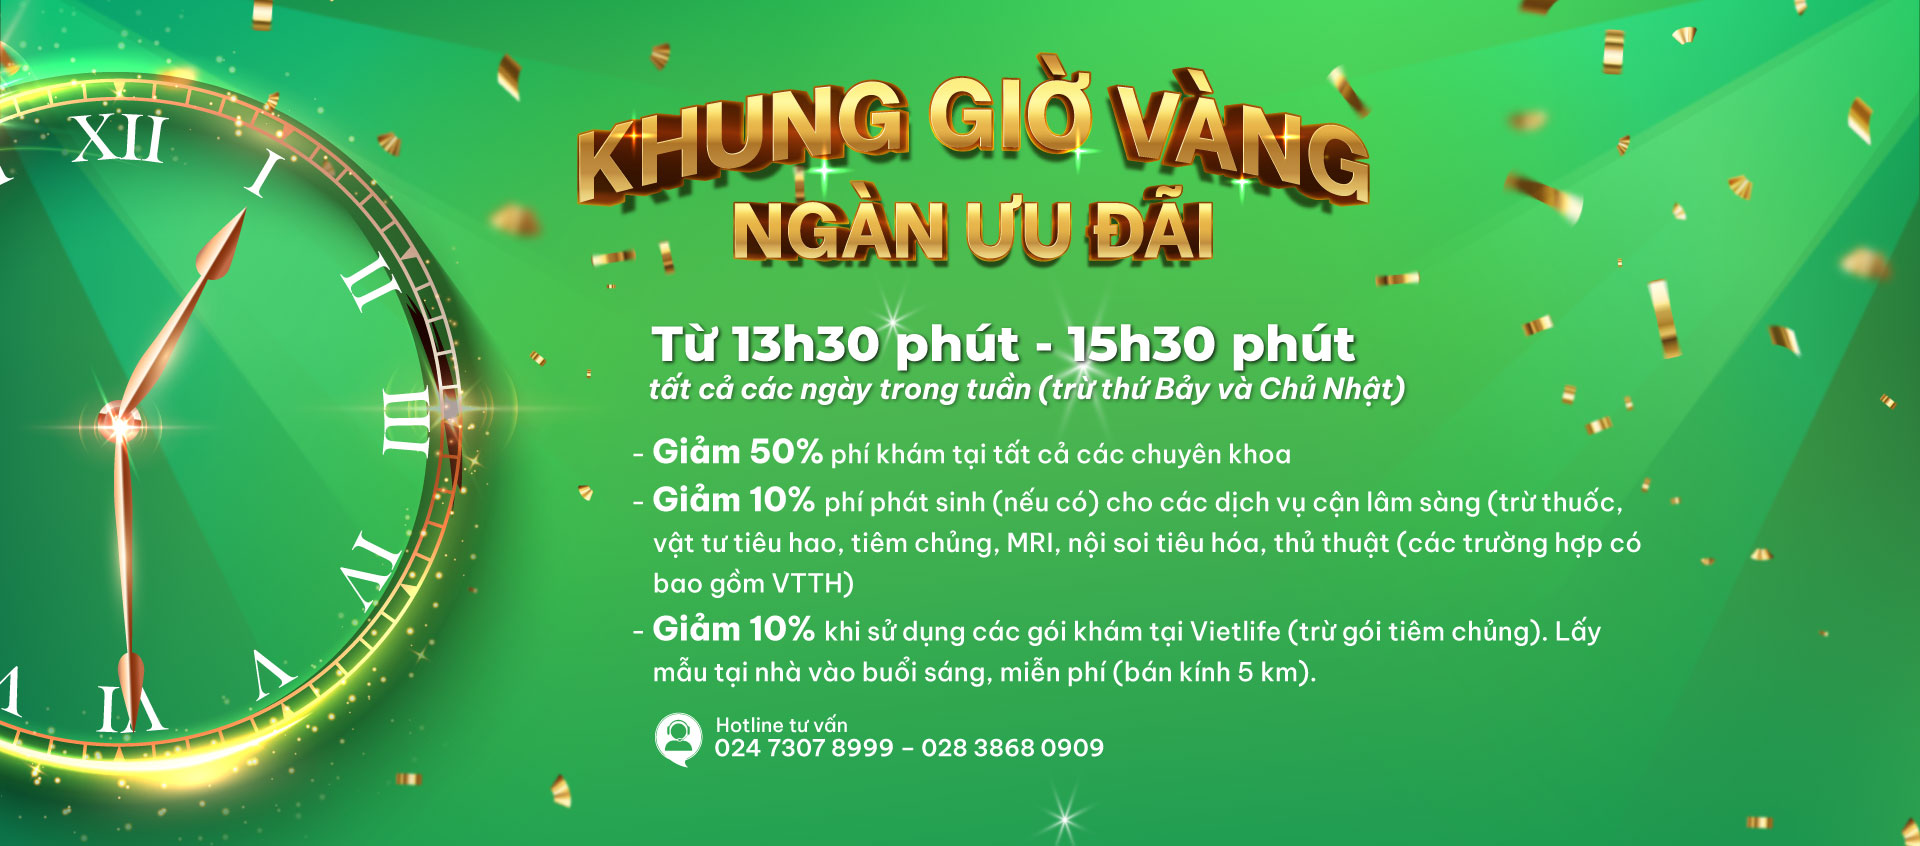 KHUNG GIỜ VÀNG
NGÀN ƯU ĐÃI
Từ 13h30 phút - 15h30 phút
tất cả các ngày trong tuần (trừ thứ Bảy và Chủ Nhật)
- Giảm 50% phí khám tại tất cả các chuyên khoa
- Giảm 10% phí phát sinh (nếu có) cho các dịch vụ cận lâm sàng (trừ thuốc,
vật tư tiêu hao, tiêm chủng, MRI, nội soi tiêu hóa, thủ thuật (các trường hợp có
bao gồm VTTH)
- Giảm 10% khi sử dụng các gói khám tại Vietlife (trừ gói tiêm chủng). Lấy
mẫu tại nhà vào buổi sáng, miễn phí (bán kính 5 km).
Hotline tư vấn
024 7307 8999 – 028 3868 0909
XII
I
II
III
IV
V
VI